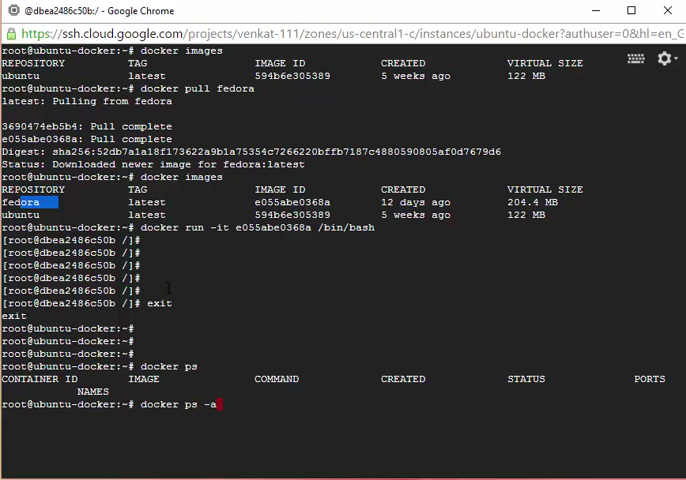 @dbea2486c50b:/ - Google Chrome
https://ssh.cloud.google.com/projects/venkat-111/zones/us-central1-c/instances/ubuntu-docker?authuser=0&hl=en_G
root@ubuntu-docker:~# docker images
REPOSITORY TAG IMAGE ID CREATED VIRTUAL SIZE
ubuntu latest 594b6e305389 5 weeks ago 122 MB
root@ubuntu-docker:~# docker pull fedora
latest: Pulling from fedora
3690474eb5b4: Pull complete
e055abe0368a: Pull complete
Digest: sha256:52db7a1a18f173622a9b1a75354c7266220bffb7187c4880590805af0d7679d6
Status: Downloaded newer image for fedora:latest
root@ubuntu-docker:~# docker images
REPOSITORY TAG IMAGE ID CREATED VIRTUAL SIZE
fedora latest e055abe0368a 12 days ago 204.4 MB
ubuntu latest 594b6e305389 5 weeks ago 122 MB
root@ubuntu-docker:~# docker run -it e055abe0368a /bin/bash
[root@dbea2486c50b /]#
[root@dbea2486c50b /]#
[root@dbea2486c50b /]#
[root@dbea2486c50b /]#
[root@dbea2486c50b /]#
[root@dbea2486c50b /]# exit
exit
root@ubuntu-docker:~#
root@ubuntu-docker:~#
root@ubuntu-docker:~#
root@ubuntu-docker:~# docker ps
CONTAINER ID IMAGE COMMAND CREATED STATUS PORTS
NAMES
root@ubuntu-docker:~# docker ps -a